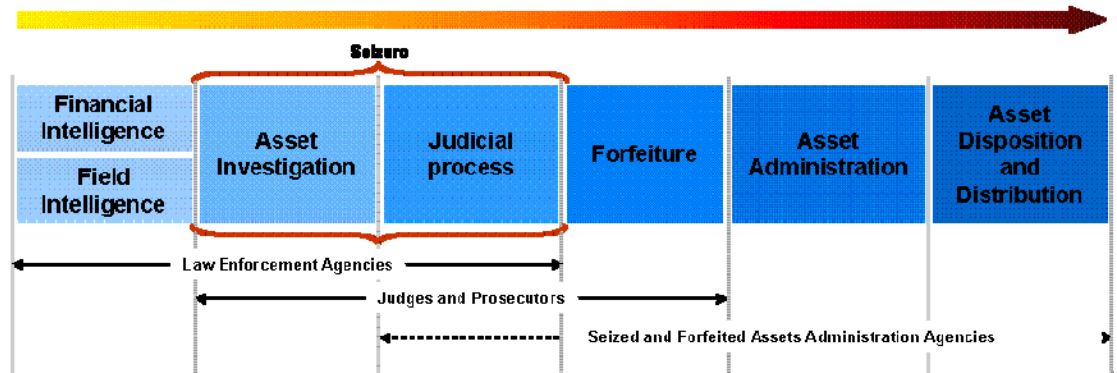 Seizuro
Financial
Intelligence
Field
Intelligence
Asset
Investigation
Judicial
process
Forfeiture
Asset
Administration
Asset
Disposition
and
Distribution
Law Enforcement Agencies
Judges and Prosecutors
Seized and Forfeited Assets Administration Agencies